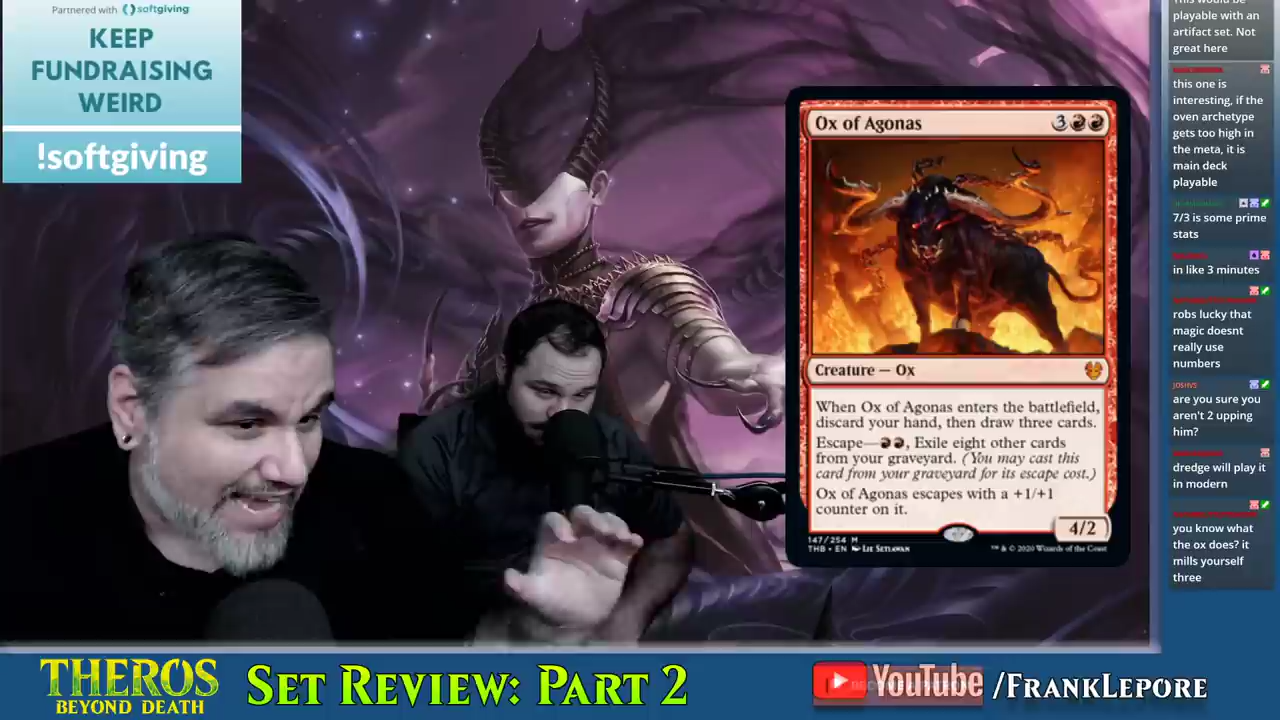 Partnered with softgiving
KEEP
FUNDRAISING
WEIRD
!softgiving
Ox of Agonas
3
Creature — Ox
When Ox of Agonas enters the battlefield,
discard your hand, then draw three cards.
Escape—, Exile eight other cards
from your graveyard. (You may cast this
card from your graveyard for its escape cost.)
Ox of Agonas escapes with a +1/+1
counter on it.
4/2
147/254 M
THB • EN LIE SETIAWAN
™ & © 2020 Wizards of the Coast
This would be
playable with an
artifact set. Not
great here
this one is
interesting, if the
oven archetype
gets too high in
the meta, it is
main deck
playable
7/3 is some prime
stats
in like 3 minutes
robs lucky that
magic doesnt
really use
numbers
JOSHVS
are you sure you
aren't 2 upping
him?
dredge will play it
in modern
you know what
the ox does? it
mills yourself
three
THEROS
BEYOND DEATH
SET REVIEW: PART 2
YouTube /FRANKLEPORE